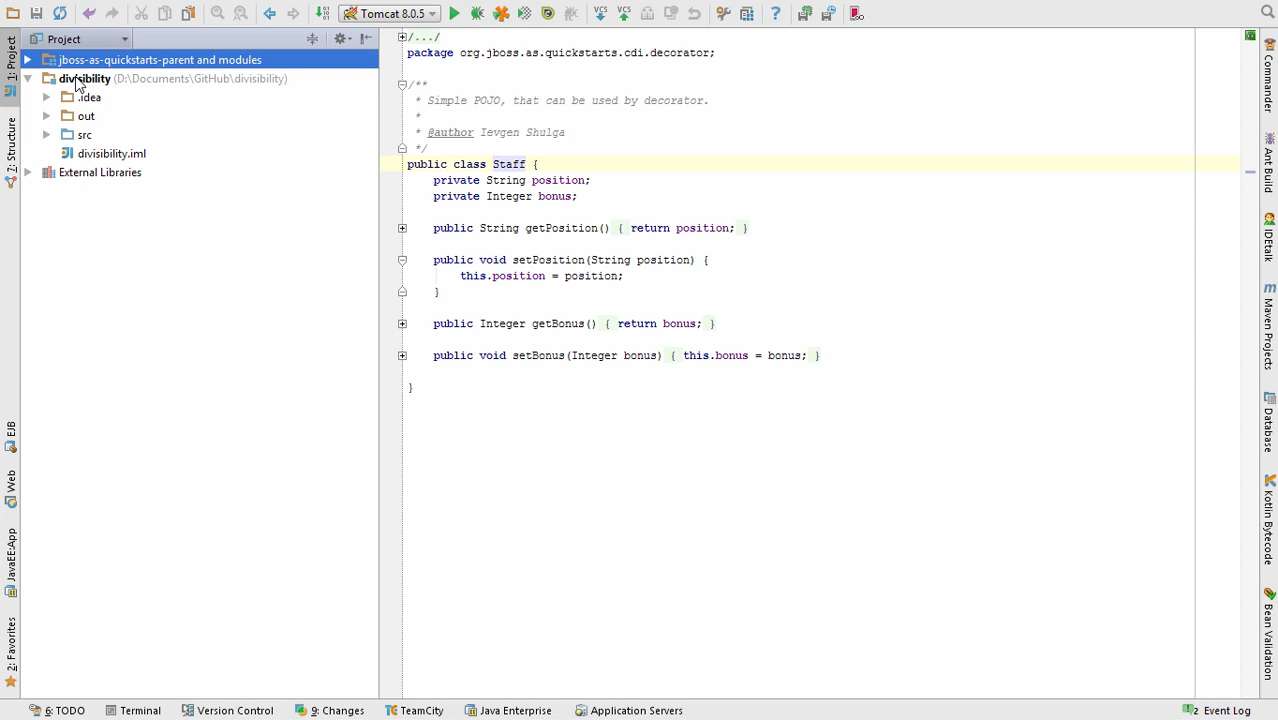 Tomcat 8.0.5
Project
jboss-as-quickstarts-parent and modules
divisibility (D:\Documents\GitHub\divisibility)
.idea
out
src
divisibility.iml
External Libraries
1: Project
7: Structure
EJB
Web
JavaEE:App
2: Favorites
/.../
package org.jboss.as.quickstarts.cdi.decorator;
/**
* Simple POJO, that can be used by decorator.
*
* @author Ievgen Shulga
*/
public class Staff {
private String position;
private Integer bonus;
public String getPosition() { return position; }
public void setPosition(String position) {
this.position = position;
}
public Integer getBonus() { return bonus; }
public void setBonus(Integer bonus) { this.bonus = bonus; }
}
Commander
Ant Build
IDEtalk
Maven Projects
Database
Kotlin Bytecode
Bean Validation
6: TODO
Terminal
Version Control
9: Changes
TeamCity
Java Enterprise
Application Servers
2 Event Log